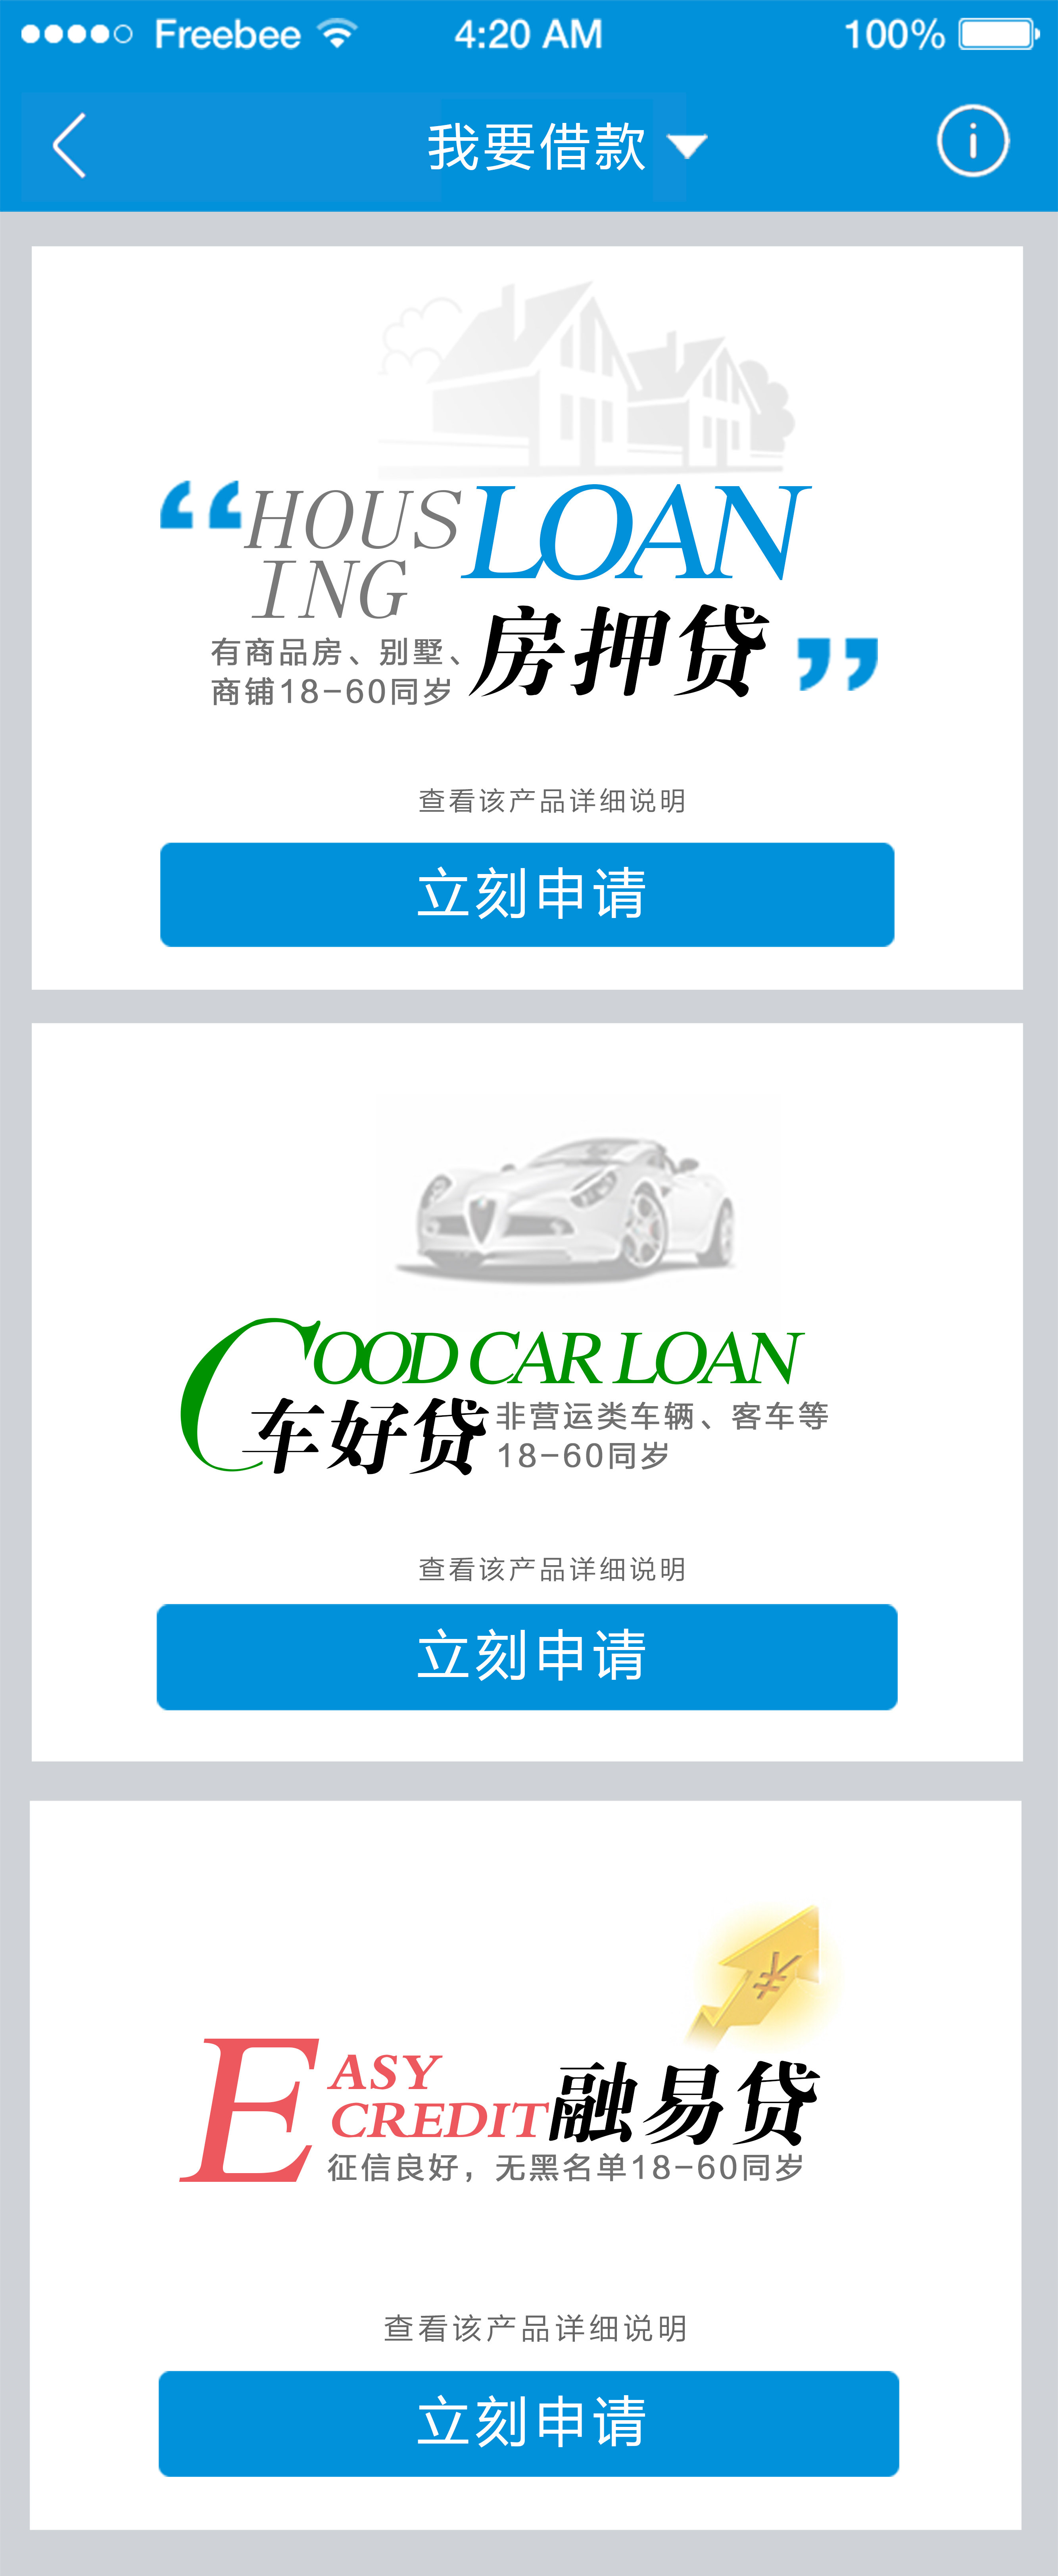 Freebee 4:20 AM 100%
我要借款
“HOUS LOAN
ING
房押贷”
有商品房、别墅、
商铺18-60同岁
查看该产品详细说明
立刻申请
COOD CAR LOAN
车好贷
非营运类车辆、客车等
18-60同岁
查看该产品详细说明
立刻申请
¥
EASY
CREDIT 融易贷
征信良好，无黑名单18-60同岁
查看该产品详细说明
立刻申请